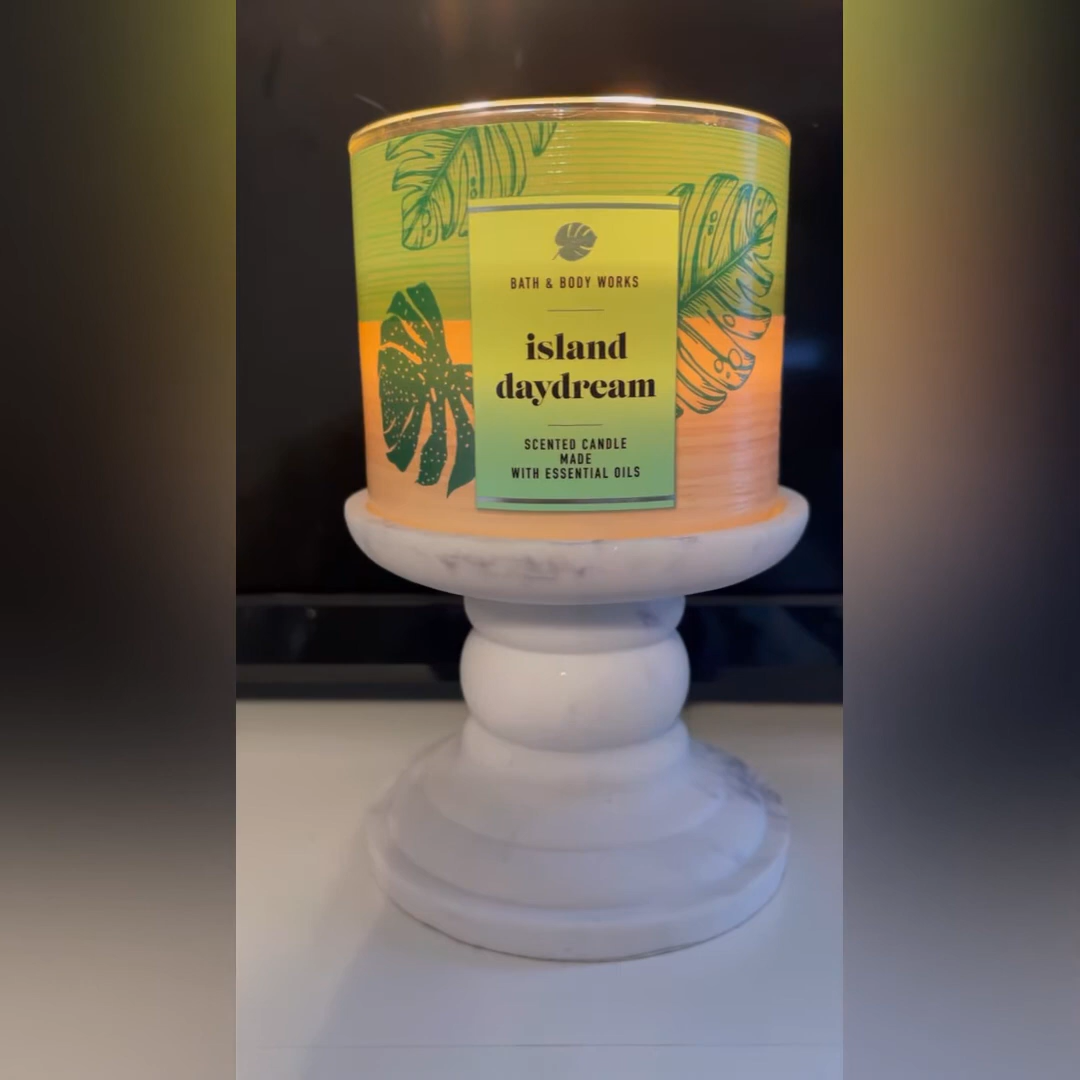 BATH & BODY WORKS
island
daydream
SCENTED CANDLE
MADE
WITH ESSENTIAL OILS